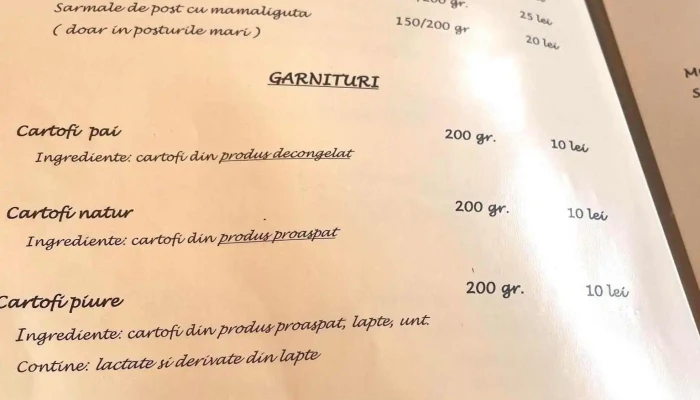 gr. 25 lei
Sarmale de post cu mamaliguta 150/200 gr 20 lei
( doar in posturile mari )
GARNITURI
Cartofi pai 200 gr. 10 lei
Ingrediente: cartofi din produs decongelat
Cartofi natur 200 gr. 10 lei
Ingrediente: cartofi din produs proaspat
Cartofi piure 200 gr. 10 lei
Ingrediente: cartofi din produs proaspat, lapte, unt.
Contine: lactate si derivate din lapte